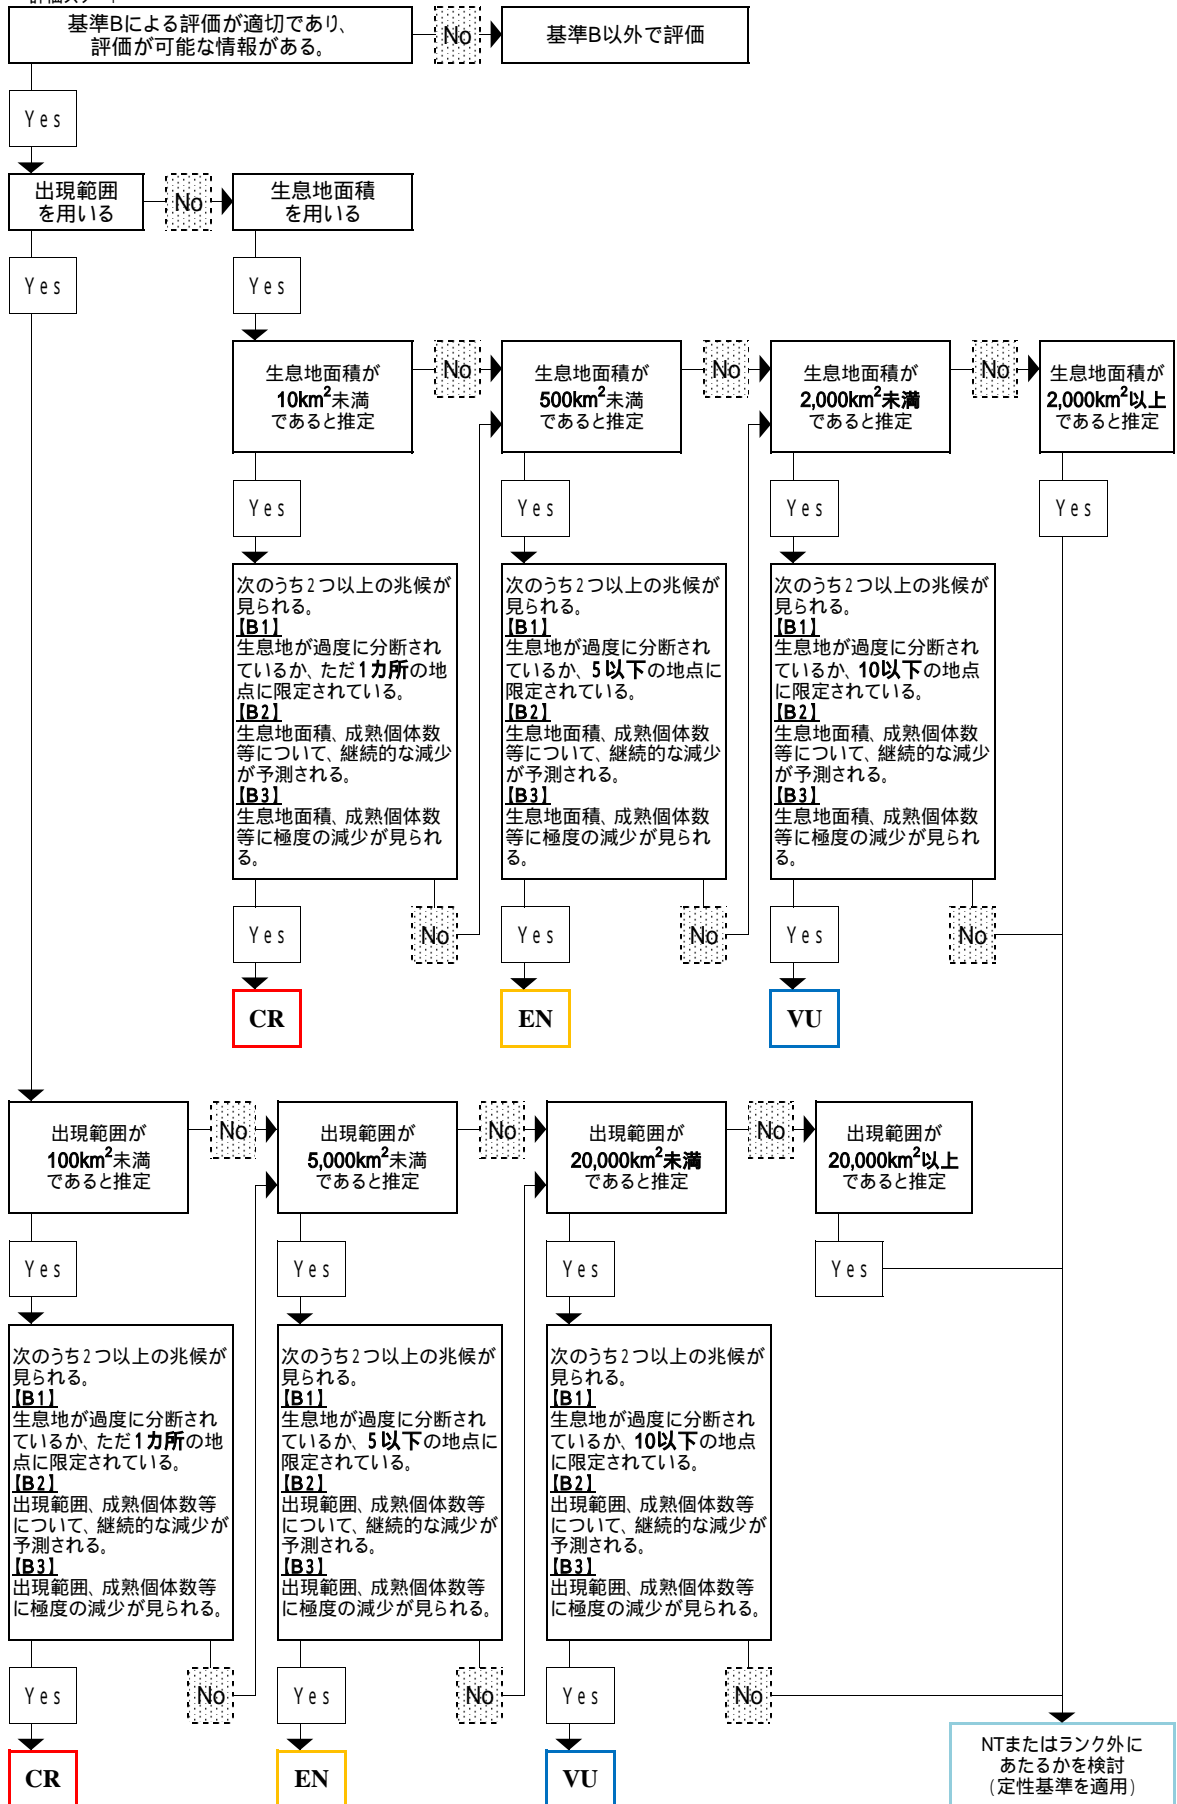 基準Bによる評価が適切であり、
評価が可能な情報がある。
No
基準B以外で評価
Yes
出現範囲
を用いる
No
生息地面積
を用いる
Yes
Yes
生息地面積が
10km²未満
であると推定
No
生息地面積が
500km²未満
であると推定
No
生息地面積が
2,000km²未満
であると推定
No
生息地面積が
2,000km²以上
であると推定
Yes
Yes
Yes
Yes
次のうち2つ以上の兆候が
見られる。
【B1】
生息地が過度に分断され
ているか、ただ1カ所の地
点に限定されている。
【B2】
生息地面積、成熟個体数
等について、継続的な減少
が予測される。
【B3】
生息地面積、成熟個体数
等に極度の減少が見られ
る。
次のうち2つ以上の兆候が
見られる。
【B1】
生息地が過度に分断され
ているか、5以下の地点に
限定されている。
【B2】
生息地面積、成熟個体数
等について、継続的な減少
が予測される。
【B3】
生息地面積、成熟個体数
等に極度の減少が見られ
る。
次のうち2つ以上の兆候が
見られる。
【B1】
生息地が過度に分断され
ているか、10以下の地点
に限定されている。
【B2】
生息地面積、成熟個体数
等について、継続的な減少
が予測される。
【B3】
生息地面積、成熟個体数
等に極度の減少が見られ
る。
Yes
No
Yes
No
Yes
No
CR
EN
VU
出現範囲が
100km²未満
であると推定
No
出現範囲が
5,000km²未満
であると推定
No
出現範囲が
20,000km²未満
であると推定
No
出現範囲が
20,000km²以上
であると推定
Yes
Yes
Yes
Yes
次のうち2つ以上の兆候が
見られる。
【B1】
生息地が過度に分断され
ているか、ただ1カ所の地
点に限定されている。
【B2】
出現範囲、成熟個体数等
について、継続的な減少が
予測される。
【B3】
出現範囲、成熟個体数等
に極度の減少が見られる。
次のうち2つ以上の兆候が
見られる。
【B1】
生息地が過度に分断され
ているか、5以下の地点に
限定されている。
【B2】
出現範囲、成熟個体数等
について、継続的な減少が
予測される。
【B3】
出現範囲、成熟個体数等
に極度の減少が見られる。
次のうち2つ以上の兆候が
見られる。
【B1】
生息地が過度に分断され
ているか、10以下の地点
に限定されている。
【B2】
出現範囲、成熟個体数等
について、継続的な減少が
予測される。
【B3】
出現範囲、成熟個体数等
に極度の減少が見られる。
Yes
No
Yes
No
Yes
No
CR
EN
VU
NTまたはランク外に
あたるかを検討
(定性基準を適用)